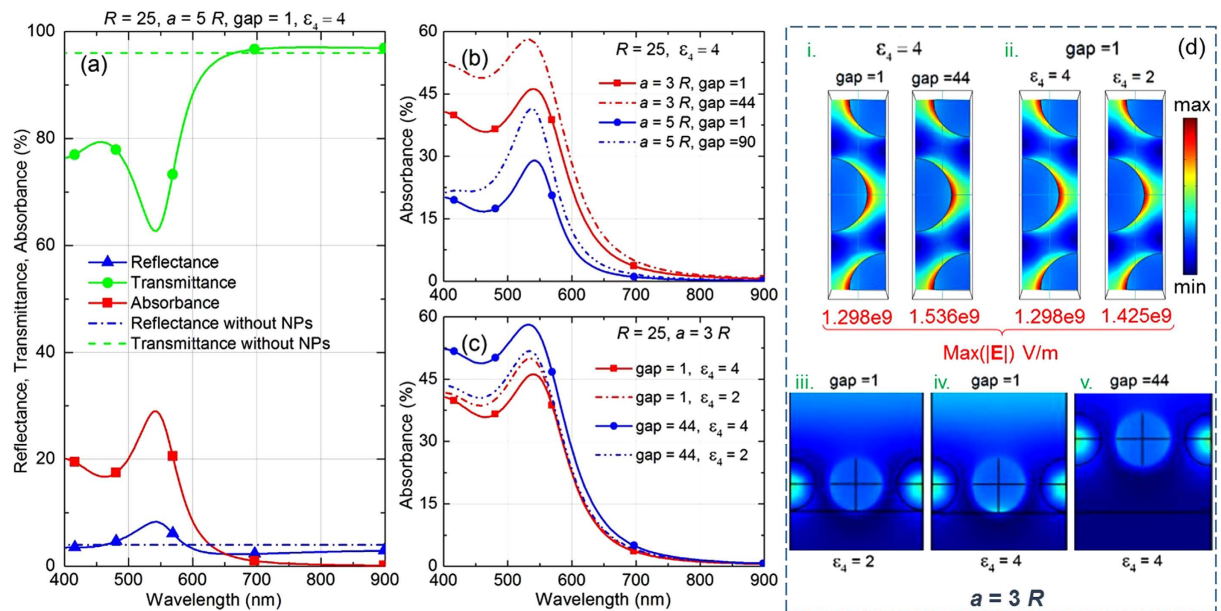 R = 25, a = 5 R, gap = 1, ε4 = 4
(a)
Reflectance, Transmittance, Absorbance (%)
100
80
60
40
20
0
Reflectance
Transmittance
Absorbance
Reflectance without NPs
Transmittance without NPs
400 500 600 700 800 900
Wavelength (nm)
(b)
R = 25, ε4 = 4
Absorbance (%)
60
45
30
15
0
a = 3 R, gap =1
a = 3 R, gap =44
a = 5 R, gap =1
a = 5 R, gap =90
400 500 600 700 800 900
(c)
R = 25, a = 3 R
Absorbance (%)
60
45
30
15
0
gap = 1, ε4 = 4
gap = 1, ε4 = 2
gap = 44, ε4 = 4
gap = 44, ε4 = 2
400 500 600 700 800 900
Wavelength (nm)
(d)
i. ε4 = 4
gap =1 gap =44
ii. gap =1
ε4 = 4 ε4 = 2
max
min
1.298e9 1.536e9 1.298e9 1.425e9
Max(|E|) V/m
iii. gap =1
iv. gap =1
v. gap =44
ε4 = 2 ε4 = 4 ε4 = 4
a = 3 R